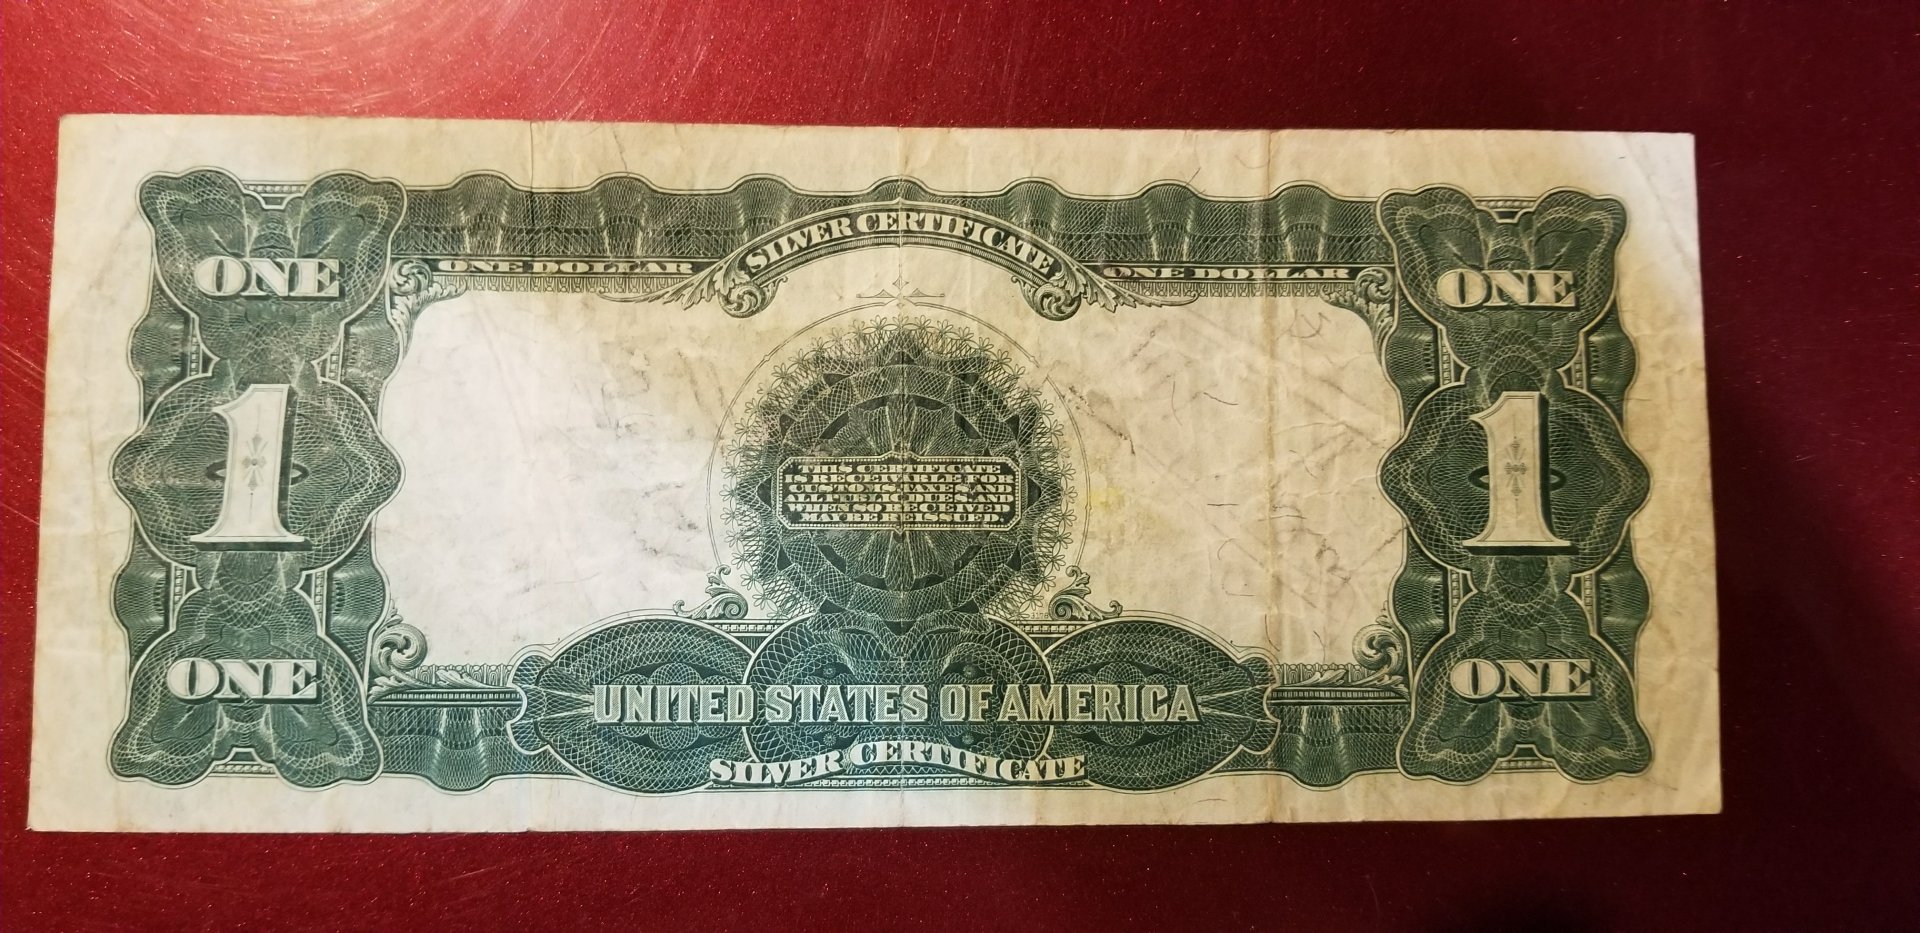 SILVER CERTIFICATE
ONE ONE DOLLAR ONE DOLLAR ONE
1 1
THIS CERTIFICATE
IS RECEIVABLE FOR
CUSTOMS, TAXES AND
ALL PUBLIC DUES AND
WHEN SO RECEIVED
MAY BE REISSUED.
ONE UNITED STATES OF AMERICA ONE
SILVER CERTIFICATE